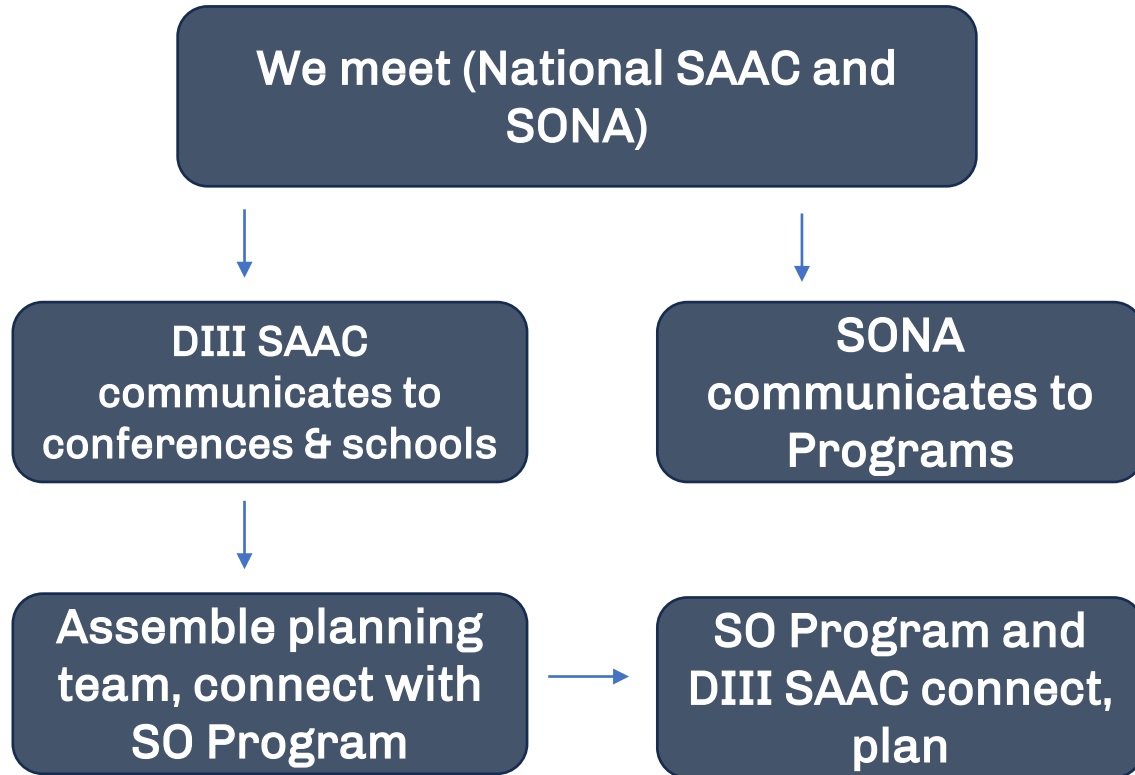 We meet (National SAAC and
SONA)
DIII SAAC
communicates to
conferences & schools
SONA
communicates to
Programs
Assemble planning
team, connect with
SO Program
SO Program and
DIII SAAC connect,
plan